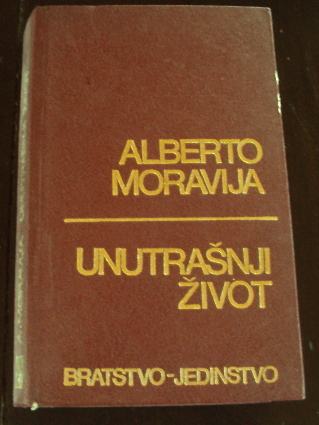 ALBERTO
MORAVIJA
UNUTRAŠNJI
ŽIVOT
BRATSTVO-JEDINSTVO